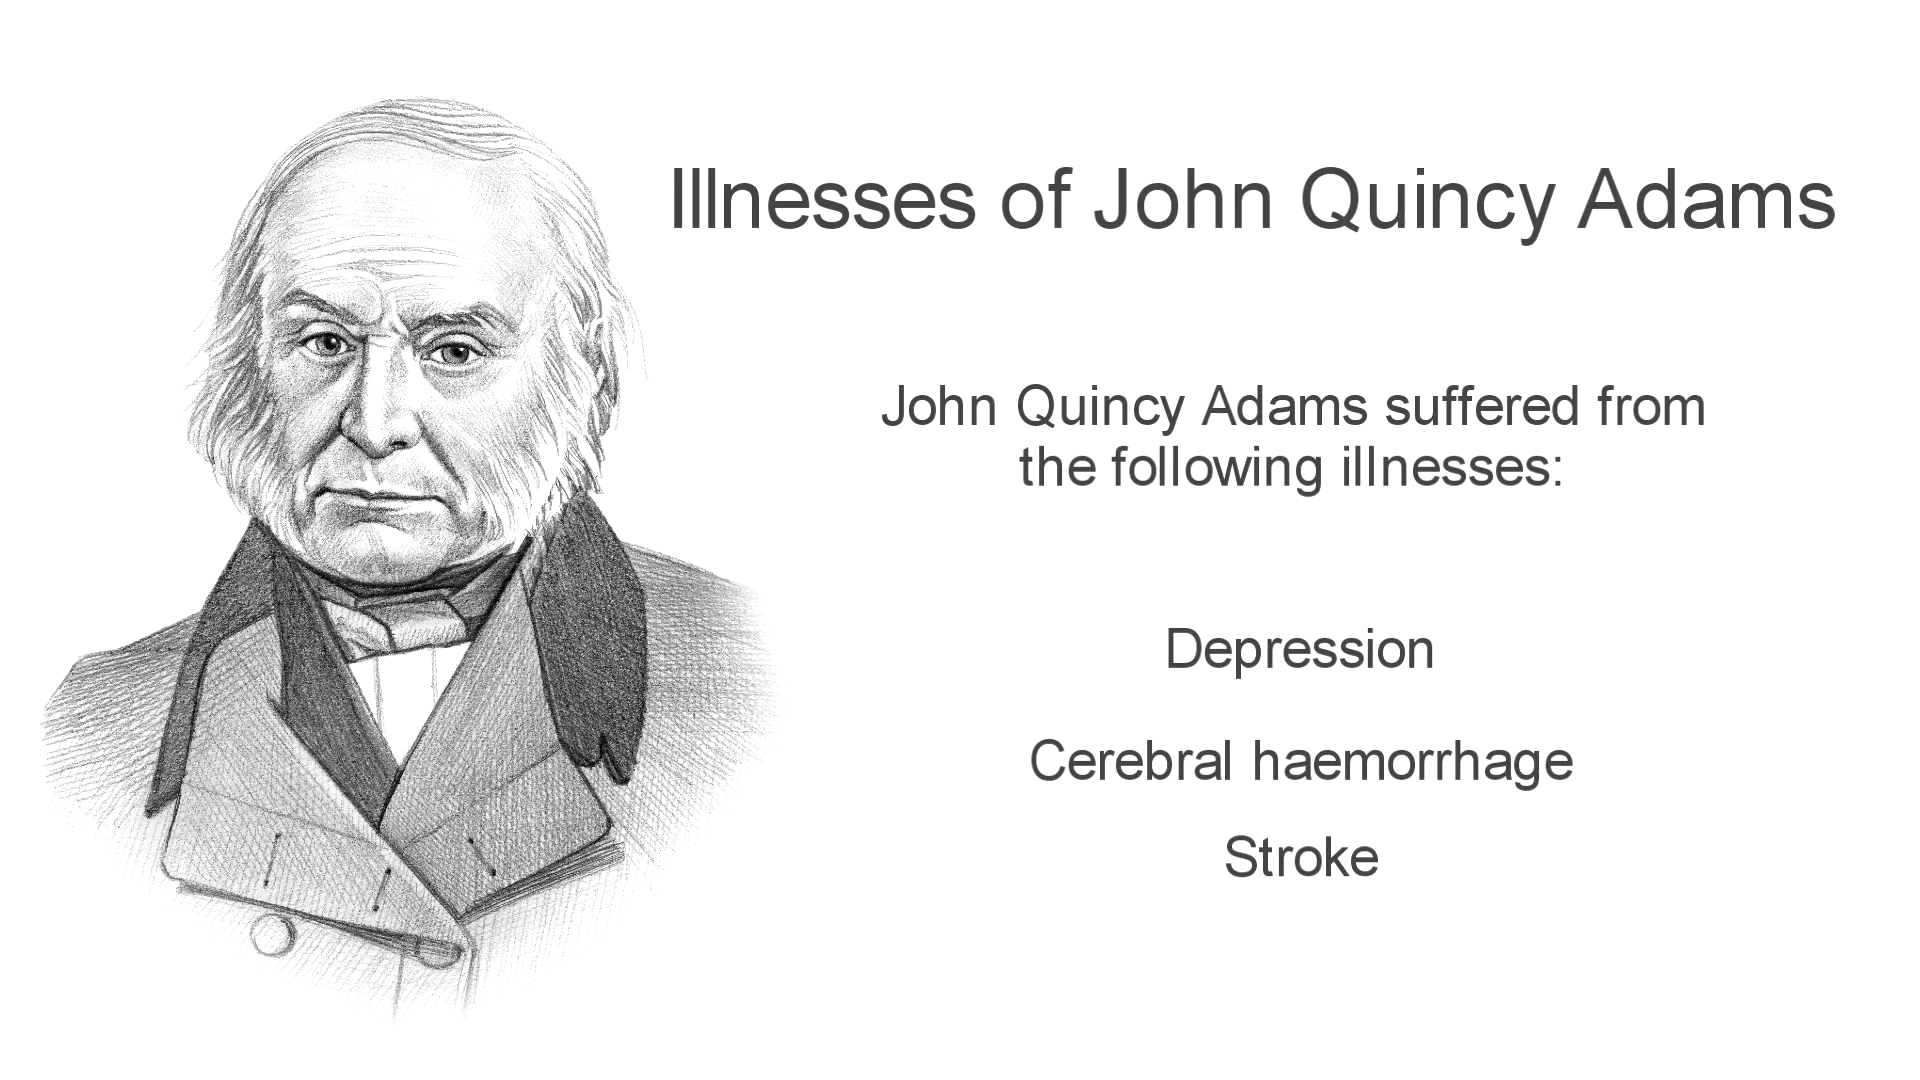 Illnesses of John Quincy Adams
John Quincy Adams suffered from
the following illnesses:
Depression
Cerebral haemorrhage
Stroke